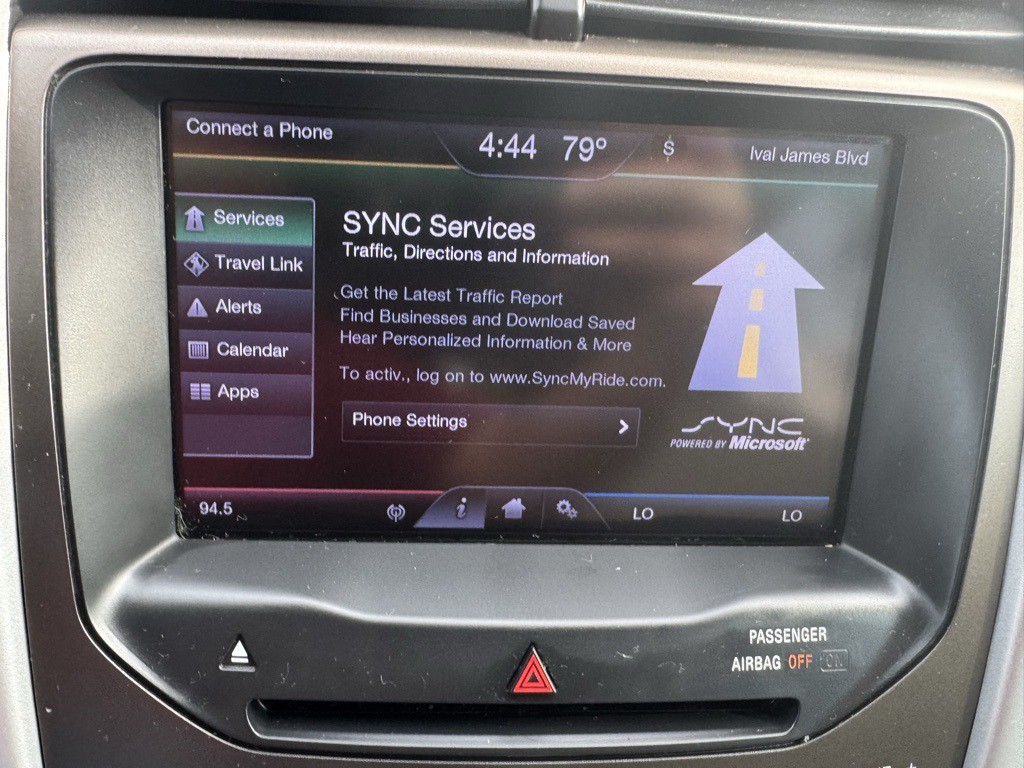 Connect a Phone
4:44 79° S Ival James Blvd
Services
Travel Link
Alerts
Calendar
Apps
SYNC Services
Traffic, Directions and Information
Get the Latest Traffic Report
Find Businesses and Download Saved
Hear Personalized Information & More
To activ., log on to www.SyncMyRide.com.
Phone Settings
SYNC
POWERED BY Microsoft®
94.5 i LO LO
PASSENGER
AIRBAG OFF ON